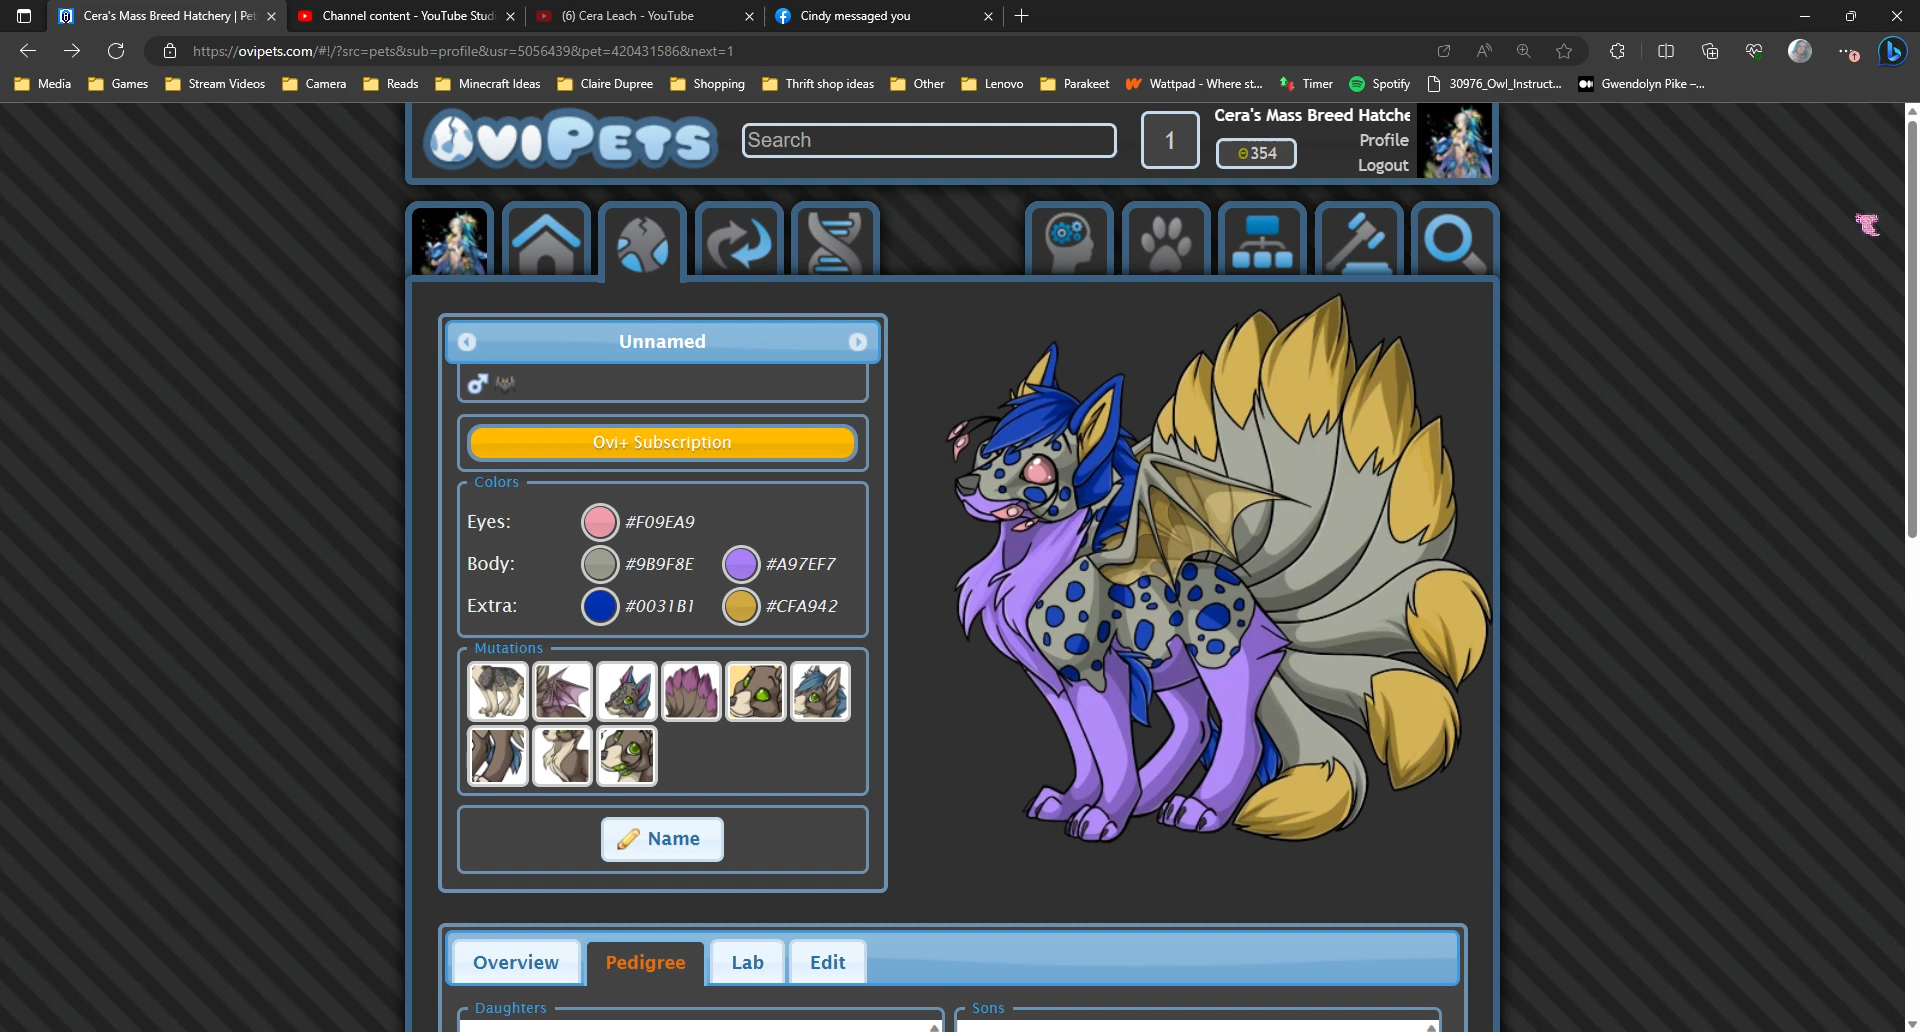 Cera's Mass Breed Hatchery | Pet
Channel content - YouTube Studi
(6) Cera Leach - YouTube
Cindy messaged you
https://ovipets.com/#!/?src=pets&sub=profile&usr=5056439&pet=420431586&next=1
Media
Games
Stream Videos
Camera
Reads
Minecraft Ideas
Claire Dupree
Shopping
Thrift shop ideas
Other
Lenovo
Parakeet
Wattpad - Where st...
Timer
Spotify
30976_Owl_Instruct...
Gwendolyn Pike –...
OviPets
Search
1
Cera's Mass Breed Hatche
354
Profile
Logout
Unnamed
Ovi+ Subscription
Colors
Eyes: #F09EA9
Body: #9B9F8E #A97EF7
Extra: #0031B1 #CFA942
Mutations
Name
Overview
Pedigree
Lab
Edit
Daughters
Sons